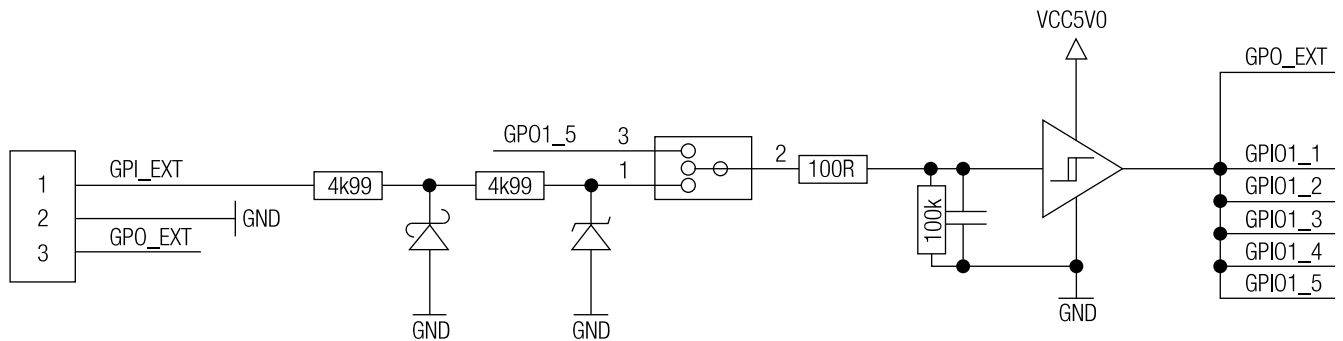 VCC5V0
GPO_EXT
GPO1_5
3
1
GPI_EXT
4k99
4k99
1
2
100R
GPIO1_1
2
GND
GPIO1_2
100k
3
GPO_EXT
GPIO1_3
GPIO1_4
GPIO1_5
GND
GND
GND